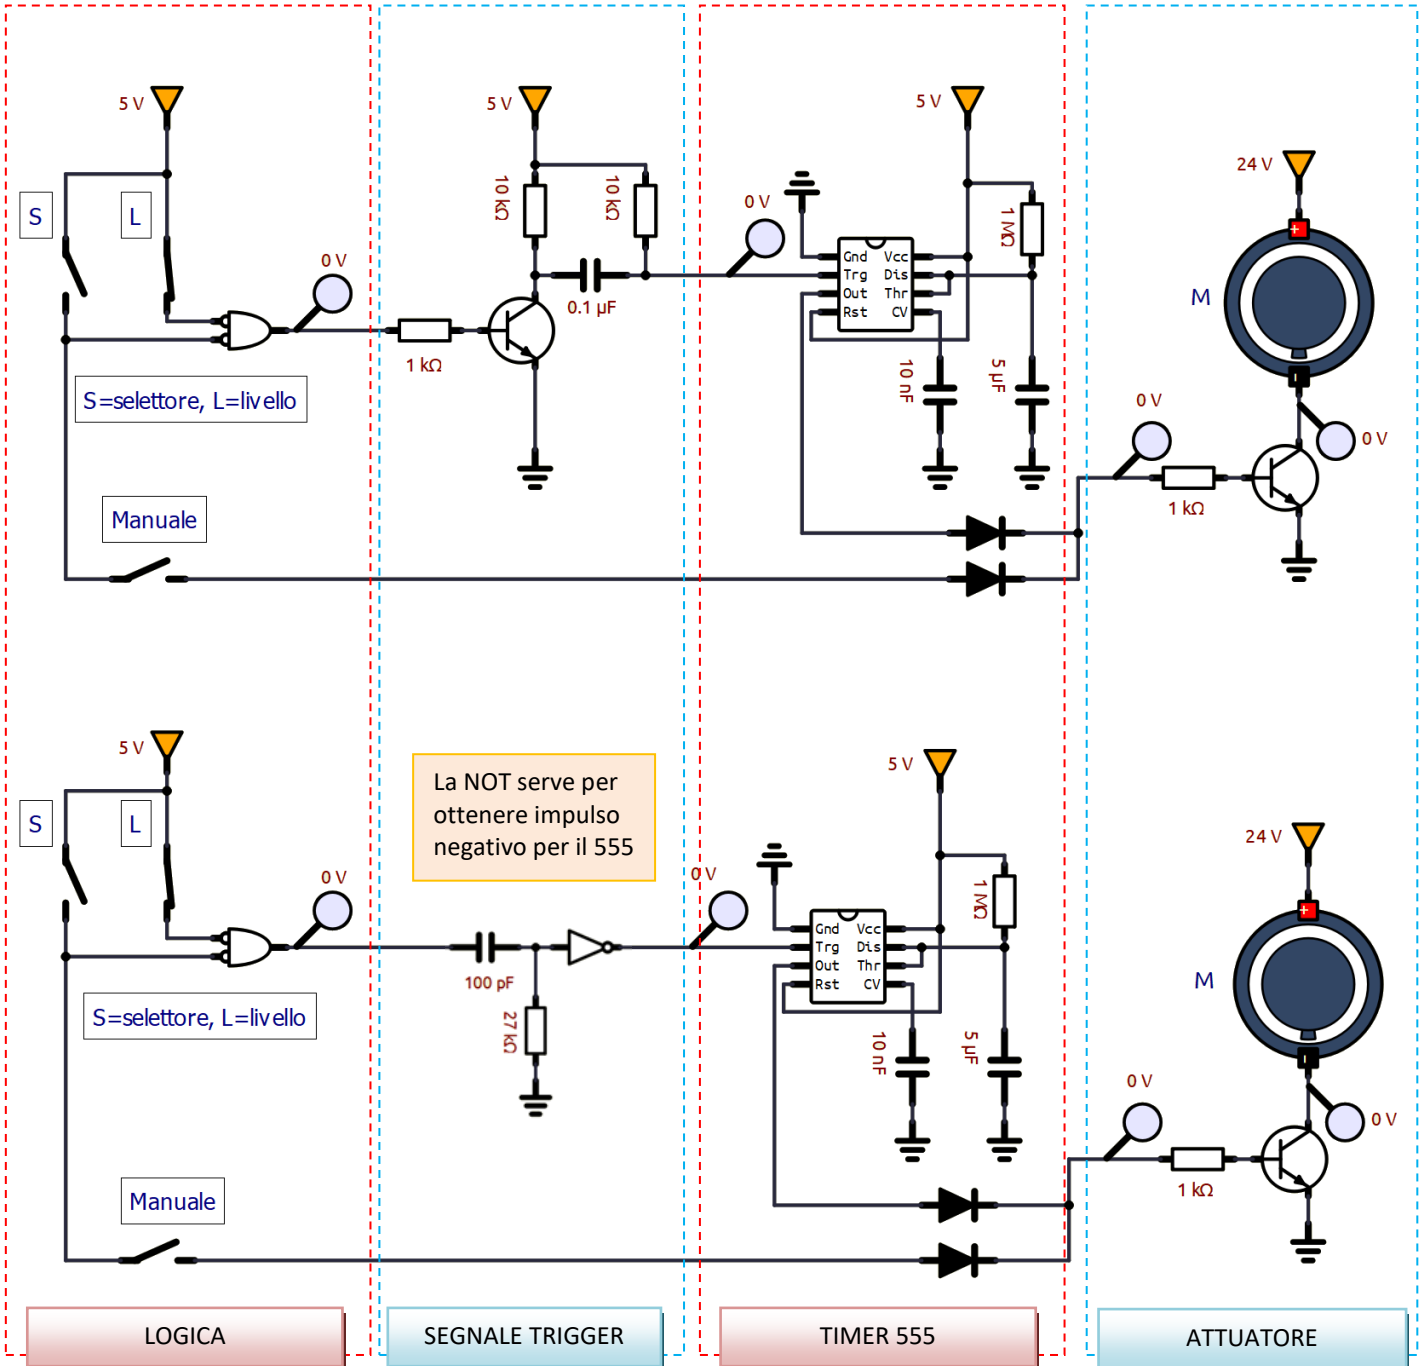 5 V
5 V
5 V
24 V
S
L
10 kΩ
10 kΩ
0 V
1 MΩ
0 V
Gnd Vcc
Trg Dis
Out Thr
Rst CV
M
0.1 µF
1 kΩ
S=selettore, L=livello
10 nF
5 µF
0 V
0 V
1 kΩ
Manuale
5 V
5 V
La NOT serve per
ottenere impulso
negativo per il 555
24 V
S
L
0 V
0 V
1 MΩ
Gnd Vcc
Trg Dis
Out Thr
Rst CV
M
100 pF
S=selettore, L=livello
27 kΩ
10 nF
5 µF
0 V
0 V
1 kΩ
Manuale
LOGICA
SEGNALE TRIGGER
TIMER 555
ATTUATORE